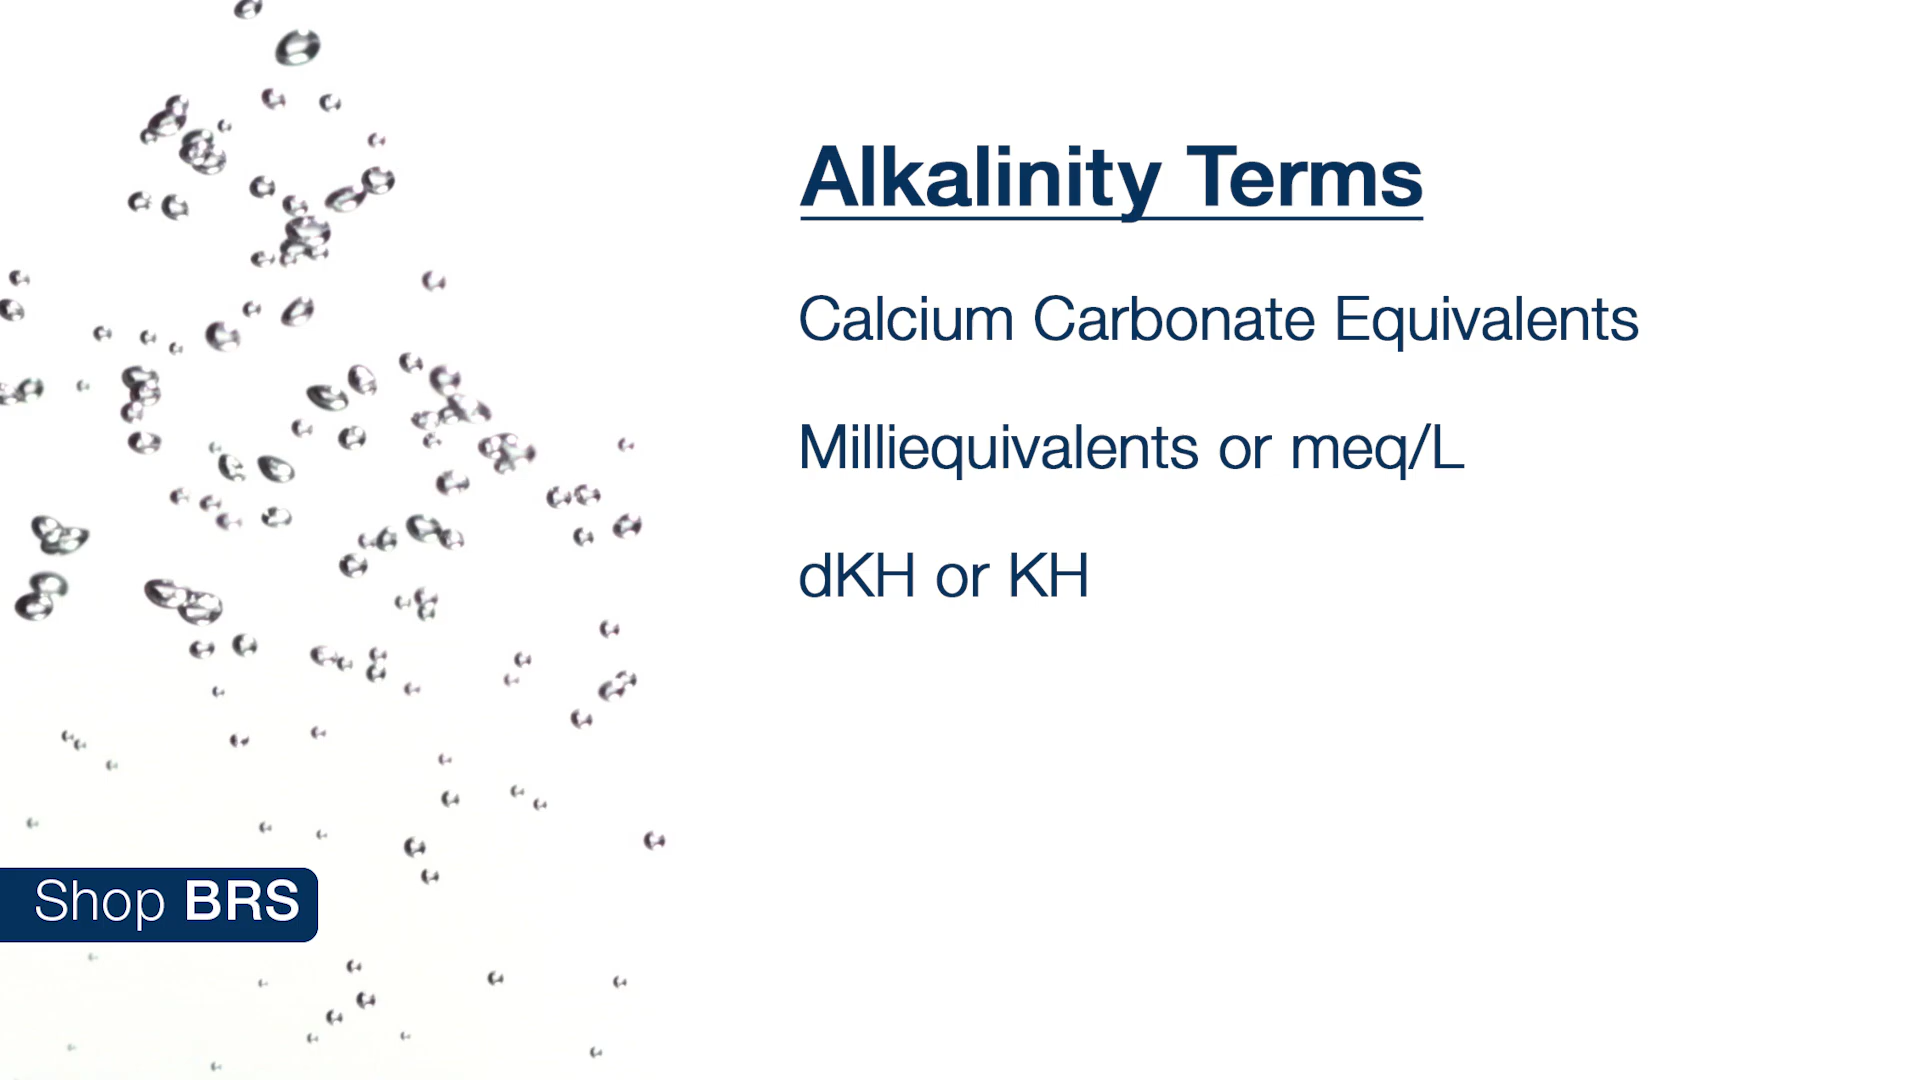 Alkalinity Terms
Calcium Carbonate Equivalents
Milliequivalents or meq/L
dKH or KH
Shop BRS